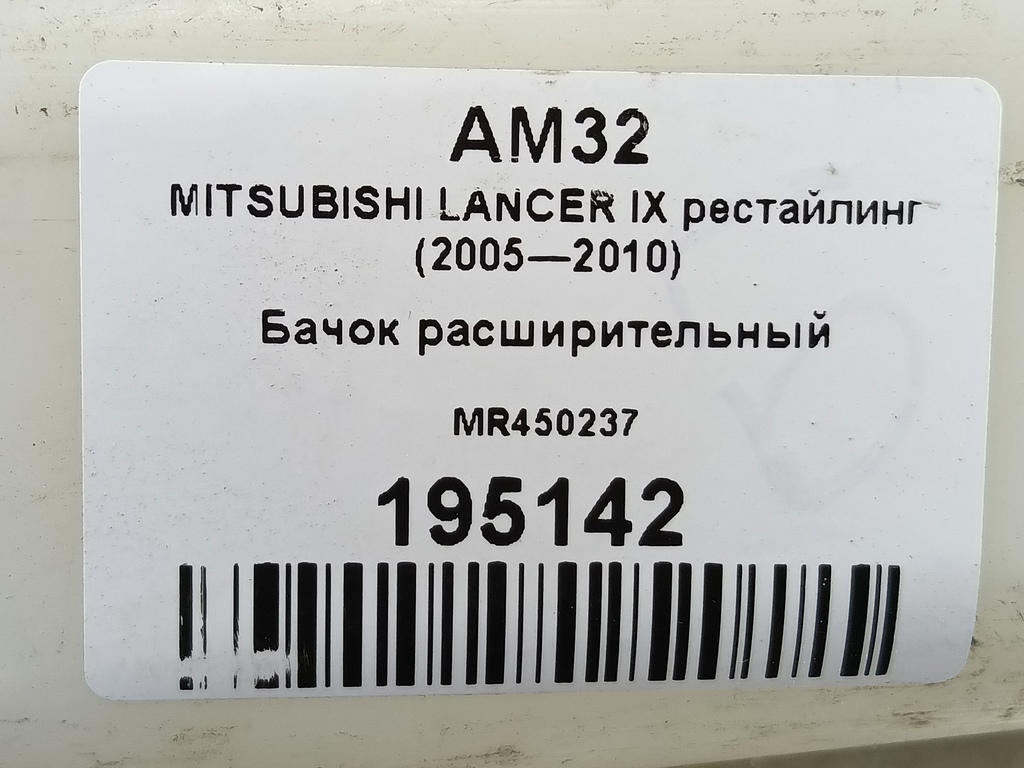 AM32
MITSUBISHI LANCER IX рестайлинг
(2005—2010)
Бачок расширительный
MR450237
195142